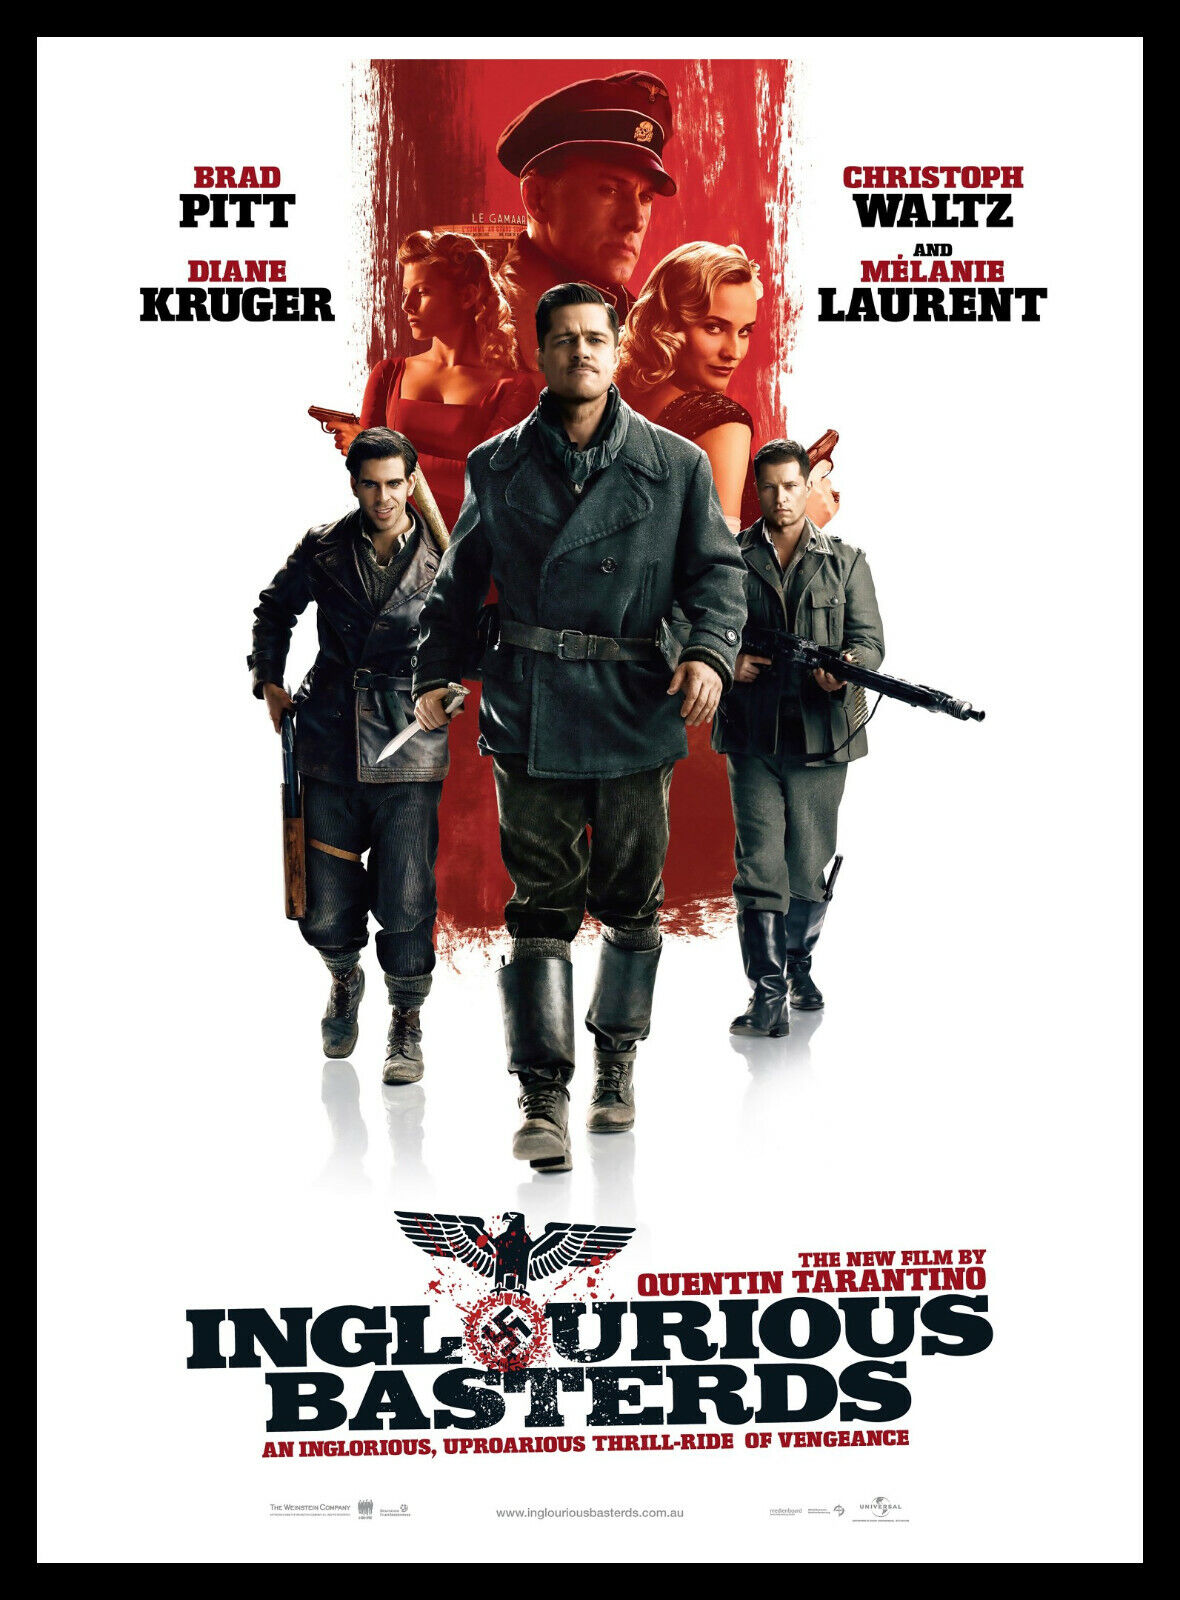 LE GAMAAR
BRAD
PITT
DIANE
KRUGER
CHRISTOPH
WALTZ
AND
MÉLANIE
LAURENT
THE NEW FILM BY
QUENTIN TARANTINO
INGLOURIOUS
BASTERDS
AN INGLORIOUS, UPROARIOUS THRILL-RIDE OF VENGEANCE
THE WEINSTEIN COMPANY
www.inglouriousbasterds.com.au
medienboard
UNIVERSAL